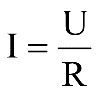 I = U/R